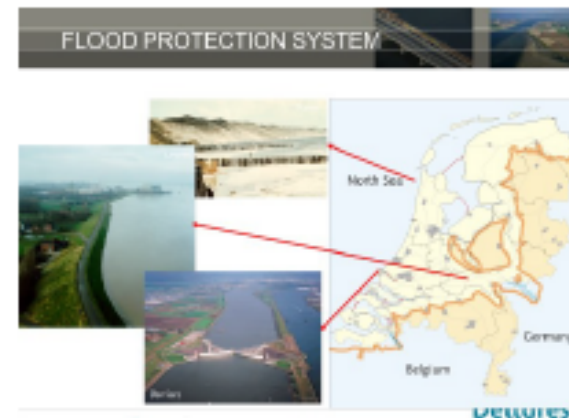 FLOOD PROTECTION SYSTEM
North Sea
Germany
Belgium
Deltares